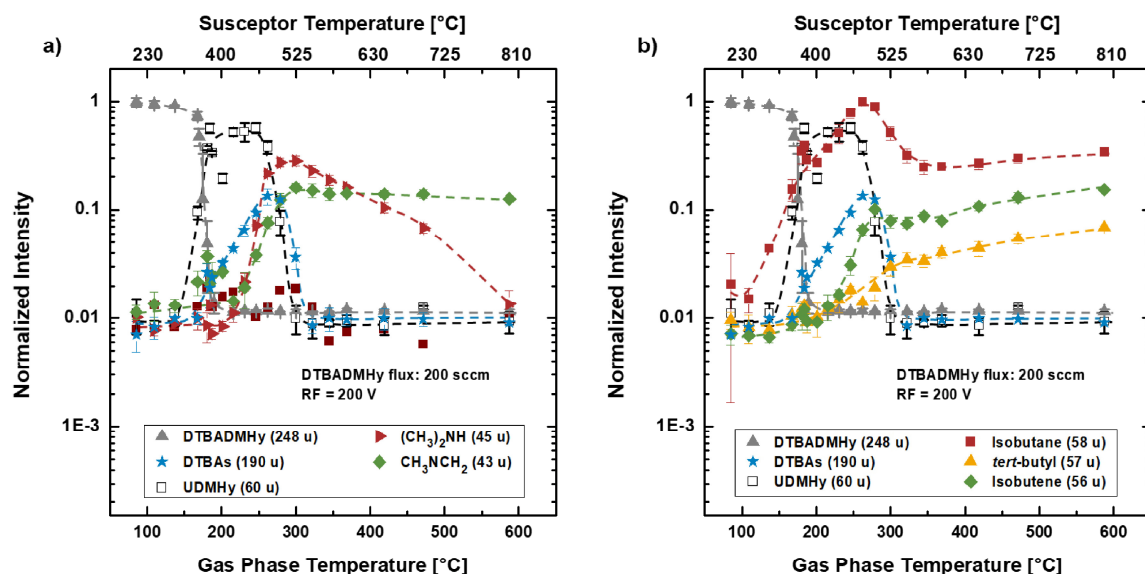 Susceptor Temperature [°C]
a)
230 400 525 630 725 810
Normalized Intensity
1
0.1
0.01
1E-3
DTBADMHy flux: 200 sccm
RF = 200 V
DTBADMHy (248 u)
DTBAs (190 u)
UDMHy (60 u)
(CH3)2NH (45 u)
CH3NCH2 (43 u)
100 200 300 400 500 600
Gas Phase Temperature [°C]
Susceptor Temperature [°C]
b)
230 400 525 630 725 810
Normalized Intensity
1
0.1
0.01
1E-3
DTBADMHy flux: 200 sccm
RF = 200 V
DTBADMHy (248 u)
DTBAs (190 u)
UDMHy (60 u)
Isobutane (58 u)
tert-butyl (57 u)
Isobutene (56 u)
100 200 300 400 500 600
Gas Phase Temperature [°C]